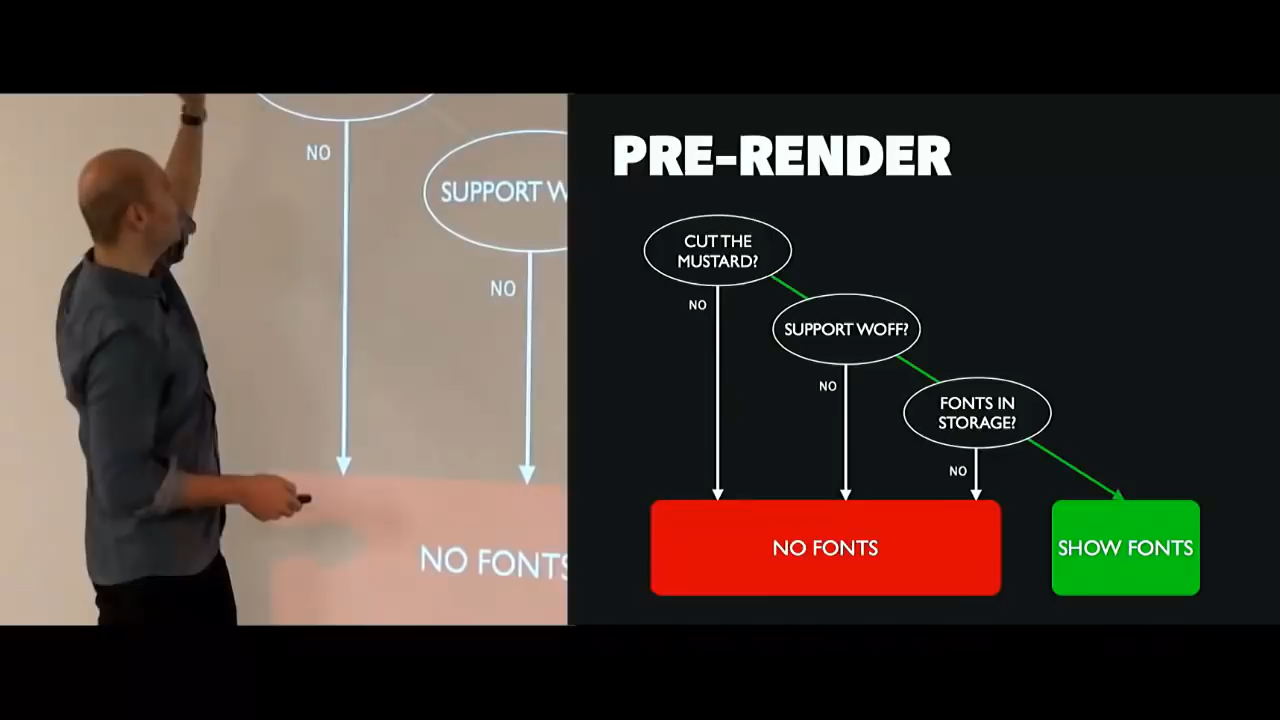 NO
SUPPORT W
NO
NO FONTS
PRE-RENDER
CUT THE
MUSTARD?
NO
SUPPORT WOFF?
NO
FONTS IN
STORAGE?
NO
NO FONTS
SHOW FONTS